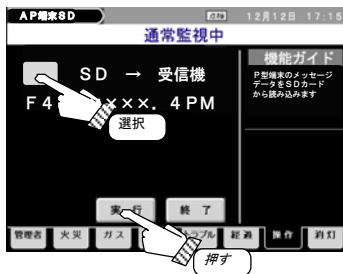 AP端末SD 点検 12月12日 17:15
通常監視中
SD → 受信機
F4 ××. 4PM
選択
機能ガイド
P型端末のメッセージ
データをSDカード
から読み込みます
実行 終了
管理者 火災 ガス トラブル 経過 操作 消灯
押す